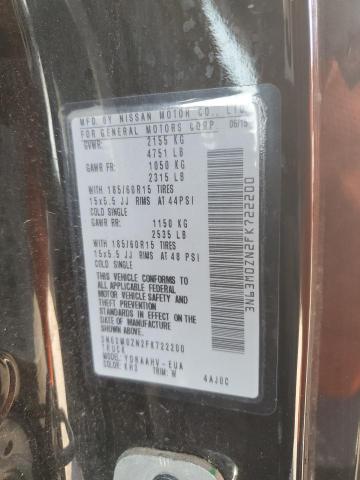 MFD. BY NISSAN MOTOR CO., LTD.
FOR GENERAL MOTORS CORP. 06/15
GVWR: 2155 KG
4751 LB
GAWR FR: 1050 KG
2315 LB
WITH 185/60R15 TIRES
15x5.5 JJ RIMS AT 44PSI
COLD SINGLE
GAWR RR: 1150 KG
2535 LB
WITH 185/60R15 TIRES
15x5.5 JJ RIMS AT 48 PSI
COLD SINGLE
THIS VEHICLE CONFORMS TO
ALL APPLICABLE FEDERAL
MOTOR VEHICLE SAFETY AND
THEFT PREVENTION
STANDARDS IN EFFECT ON
THE DATE OF MANUFACTURE
SHOWN ABOVE.
3N63M0ZN2FK722200
TRUCK
MODEL: YDNAAHV-EUA
COLOR: KH3 TRIM: W
4AJ0C
3N63M0ZN2FK722200